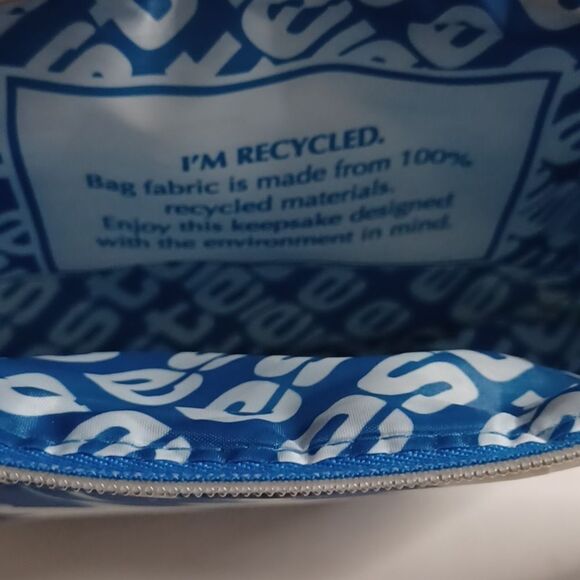 I'M RECYCLED.
Bag fabric is made from 100%
recycled materials.
Enjoy this keepsake designed
with the environment in mind.